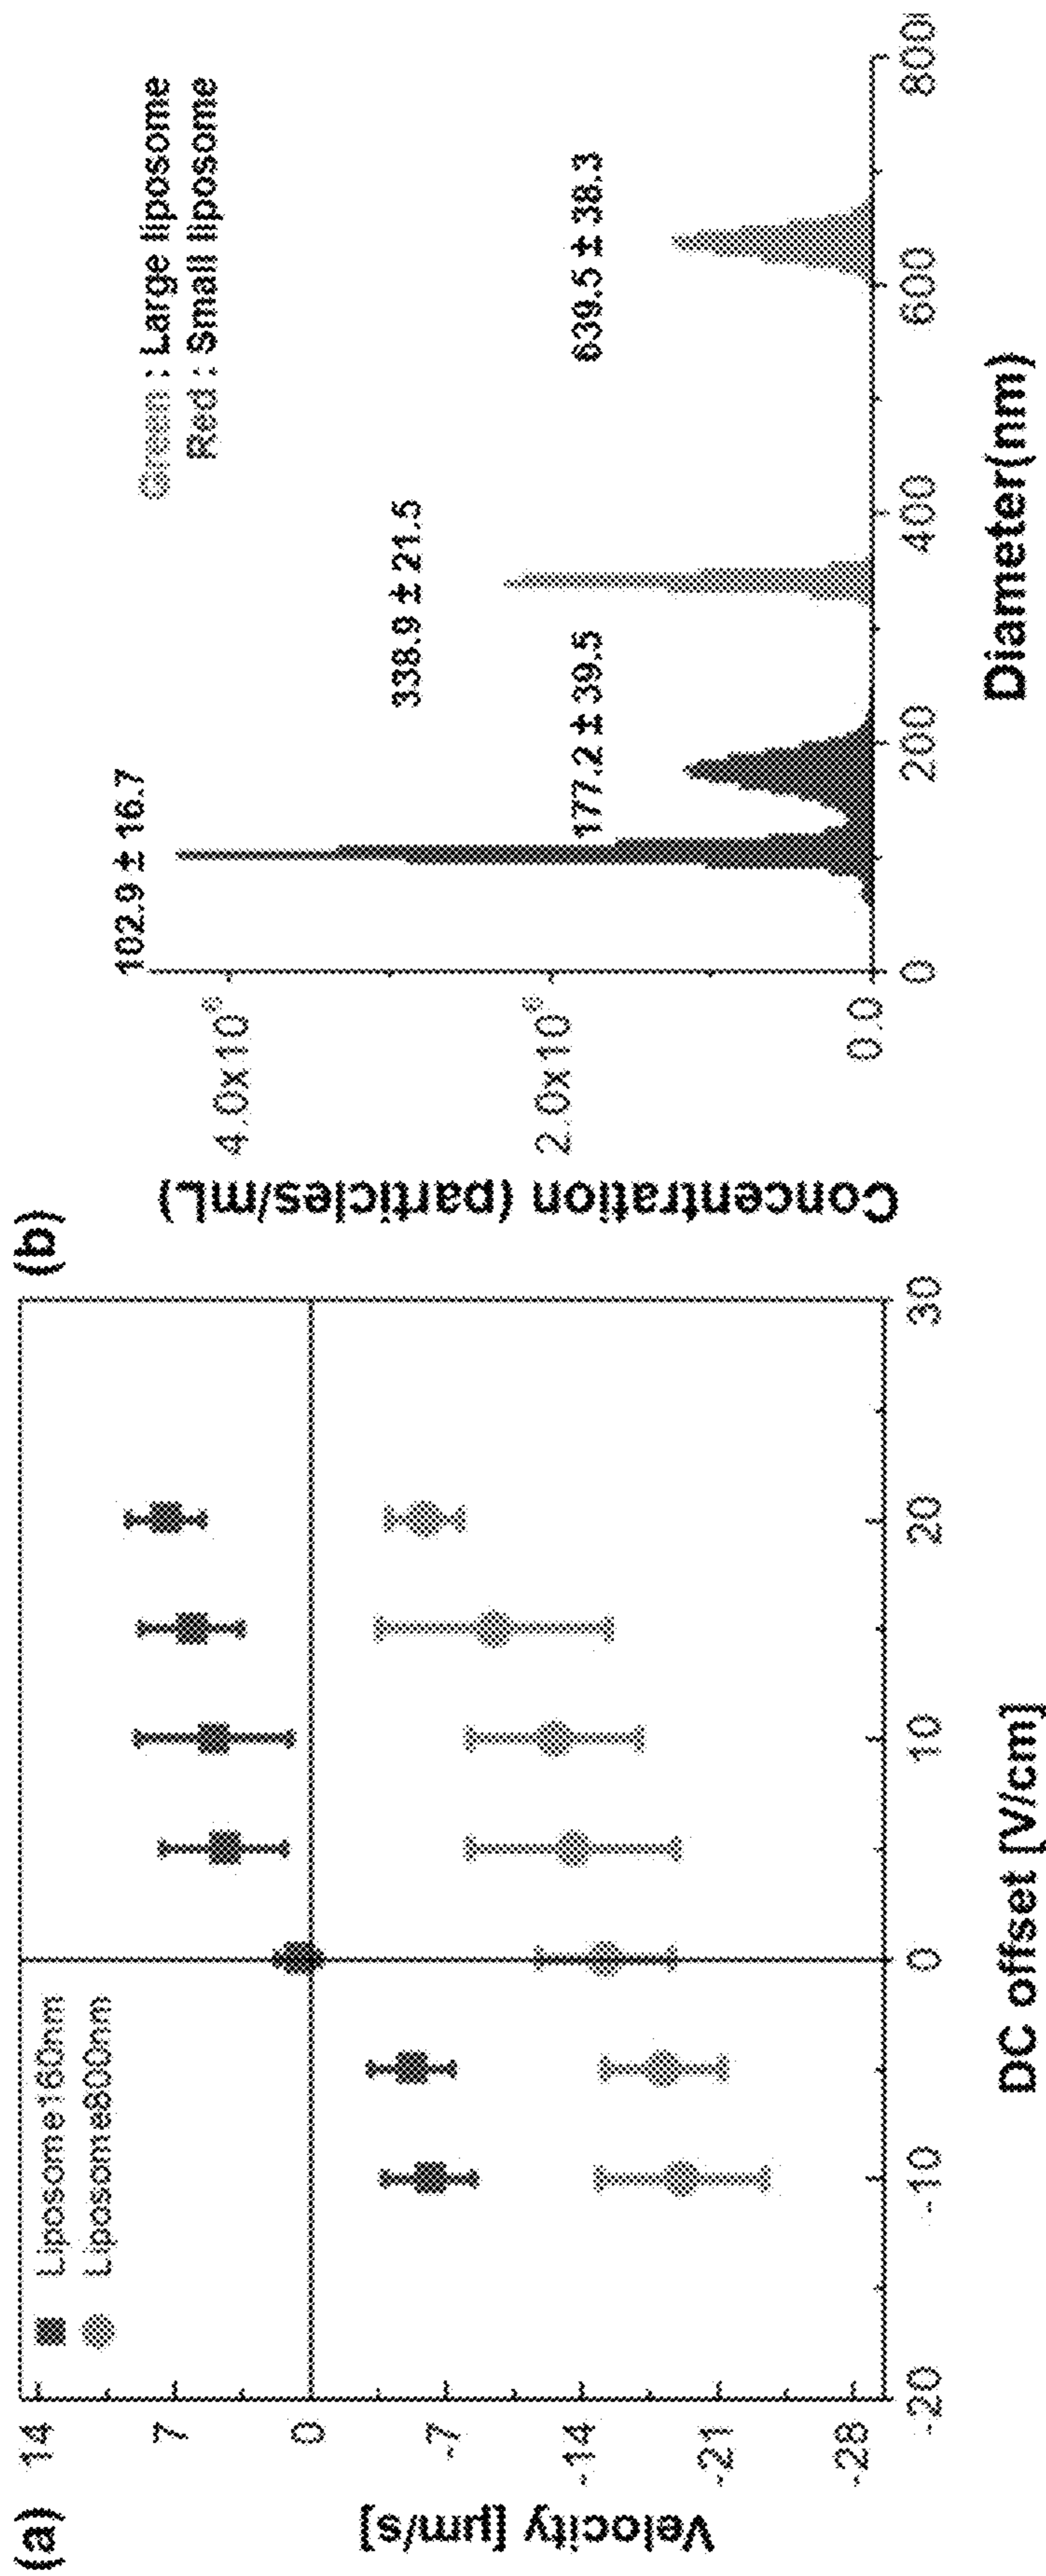 (a)
14
7
0
-7
-14
-21
-28
Velocity [μm/s]
Liposome160nm
Liposome800nm
-20
-10
0
10
20
30
DC offset [V/cm]
(b)
Concentration (particles/mL)
4.0x10⁸
2.0x10⁸
0.0
102.9 ± 16.7
177.2 ± 39.5
338.9 ± 21.5
639.5 ± 38.3
Green : Large liposome
Red : Small liposome
0
200
400
600
800
Diameter(nm)